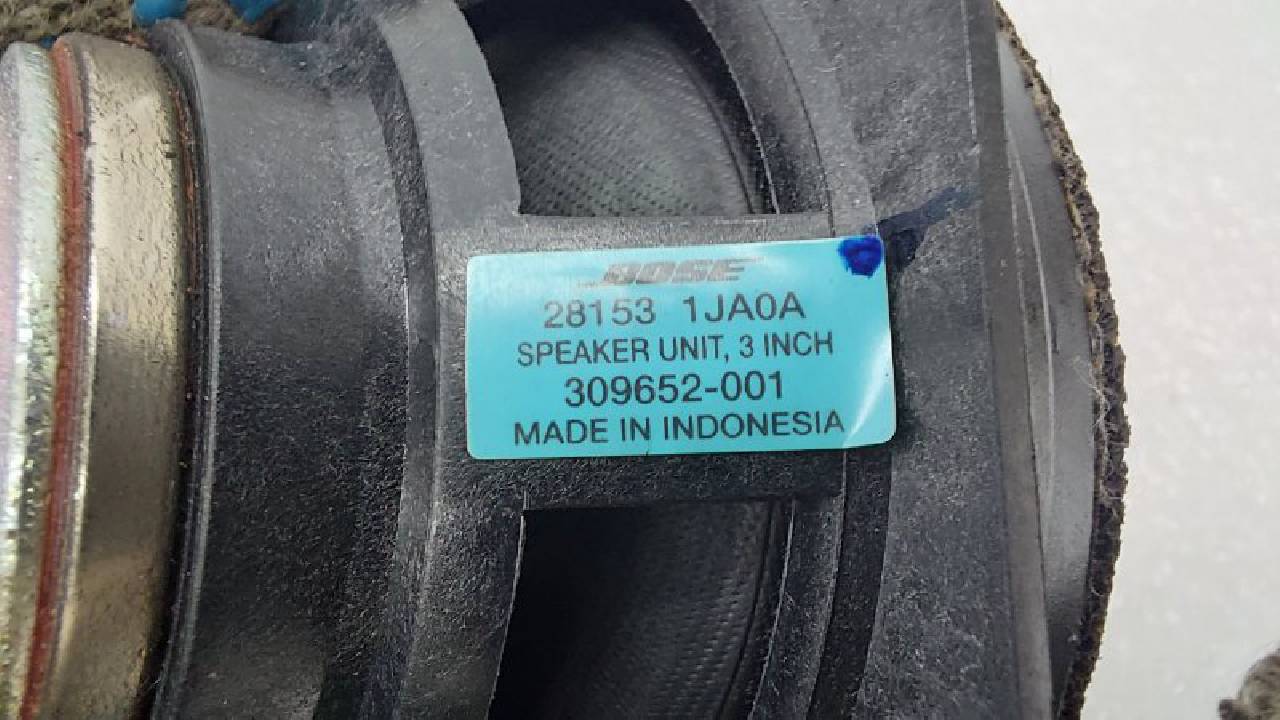 BOSE
28153 1JA0A
SPEAKER UNIT, 3 INCH
309652-001
MADE IN INDONESIA